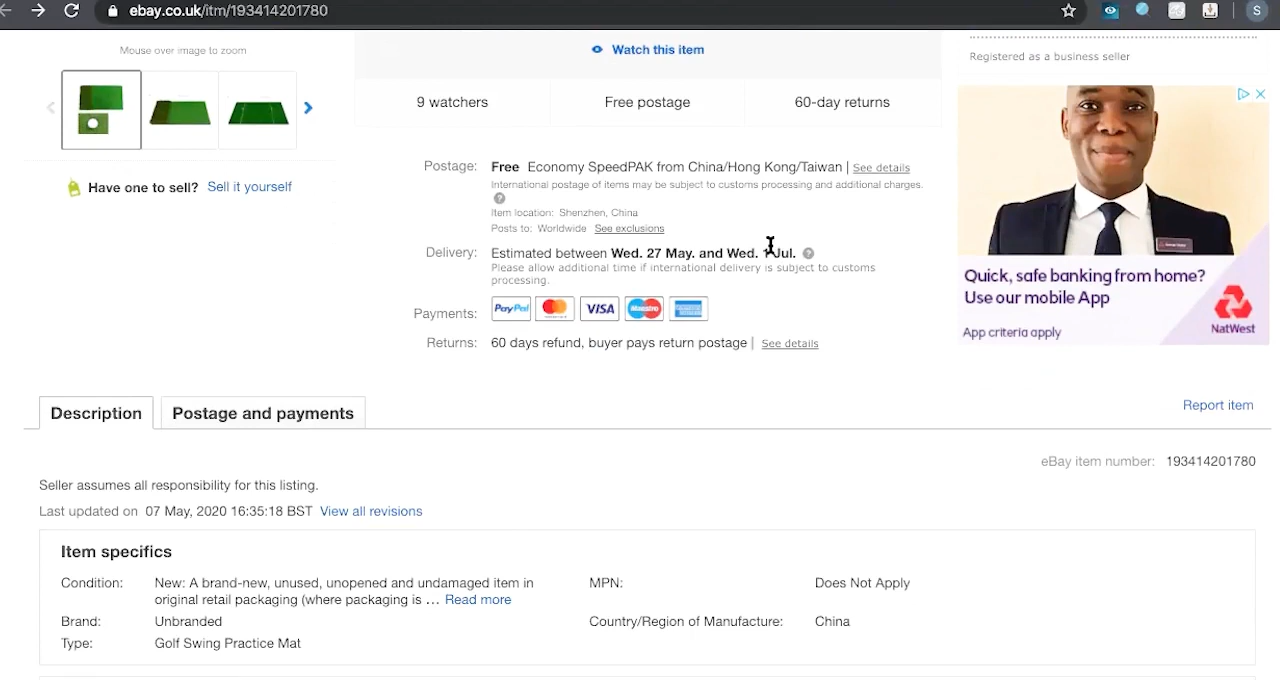 ebay.co.uk/itm/193414201780
S
Mouse over image to zoom
Watch this item
Registered as a business seller
9 watchers
Free postage
60-day returns
Have one to sell? Sell it yourself
Postage: Free Economy SpeedPAK from China/Hong Kong/Taiwan | See details
International postage of items may be subject to customs processing and additional charges.
Item location: Shenzhen, China
Posts to: Worldwide See exclusions
Delivery: Estimated between Wed. 27 May. and Wed. Jul.
Please allow additional time if international delivery is subject to customs
processing.
Payments: PayPal VISA Maestro
Returns: 60 days refund, buyer pays return postage | See details
Quick, safe banking from home?
Use our mobile App
App criteria apply
NatWest
Description
Postage and payments
Report item
eBay item number: 193414201780
Seller assumes all responsibility for this listing.
Last updated on 07 May, 2020 16:35:18 BST View all revisions
Item specifics
Condition: New: A brand-new, unused, unopened and undamaged item in
original retail packaging (where packaging is ... Read more
MPN: Does Not Apply
Brand: Unbranded
Country/Region of Manufacture: China
Type: Golf Swing Practice Mat